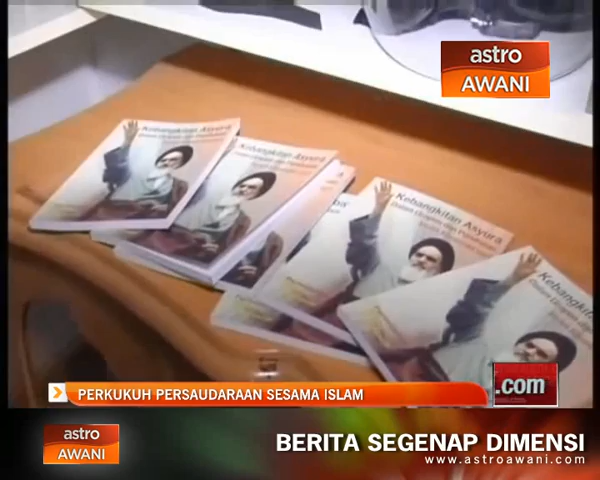 astro
AWANI
Kebangkitan Asyura
Kebangkitan Asyura
Kebangkitan Asyura
Kebangkitan Asyura
PERKUKUH PERSAUDARAAN SESAMA ISLAM
.com
astro
AWANI
BERITA SEGENAP DIMENSI
www.astroawani.com